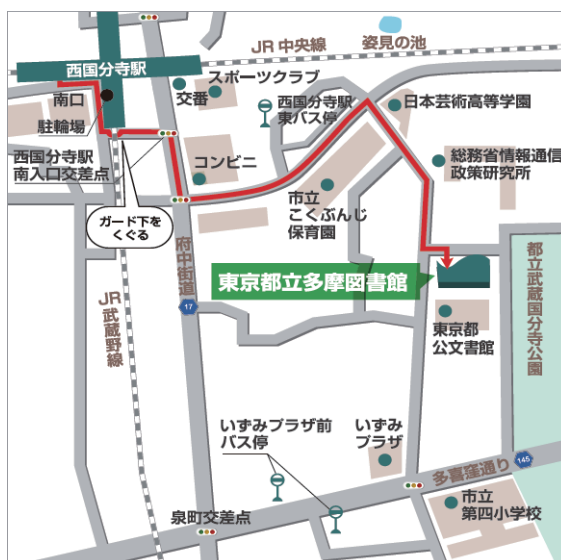 JR 中央線
姿見の池
西国分寺駅
スポーツクラブ
南口
交番
西国分寺駅
東バス停
日本芸術高等学園
駐輪場
西国分寺駅
南入口交差点
コンビニ
総務省情報通信
政策研究所
市立
こくぶんじ
保育園
ガード下を
くぐる
府中街道
都立武蔵国分寺公園
東京都立多摩図書館
JR武蔵野線
17
東京都
公文書館
いずみプラザ前
バス停
いずみ
プラザ
多喜窪通り
145
泉町交差点
市立
第四小学校